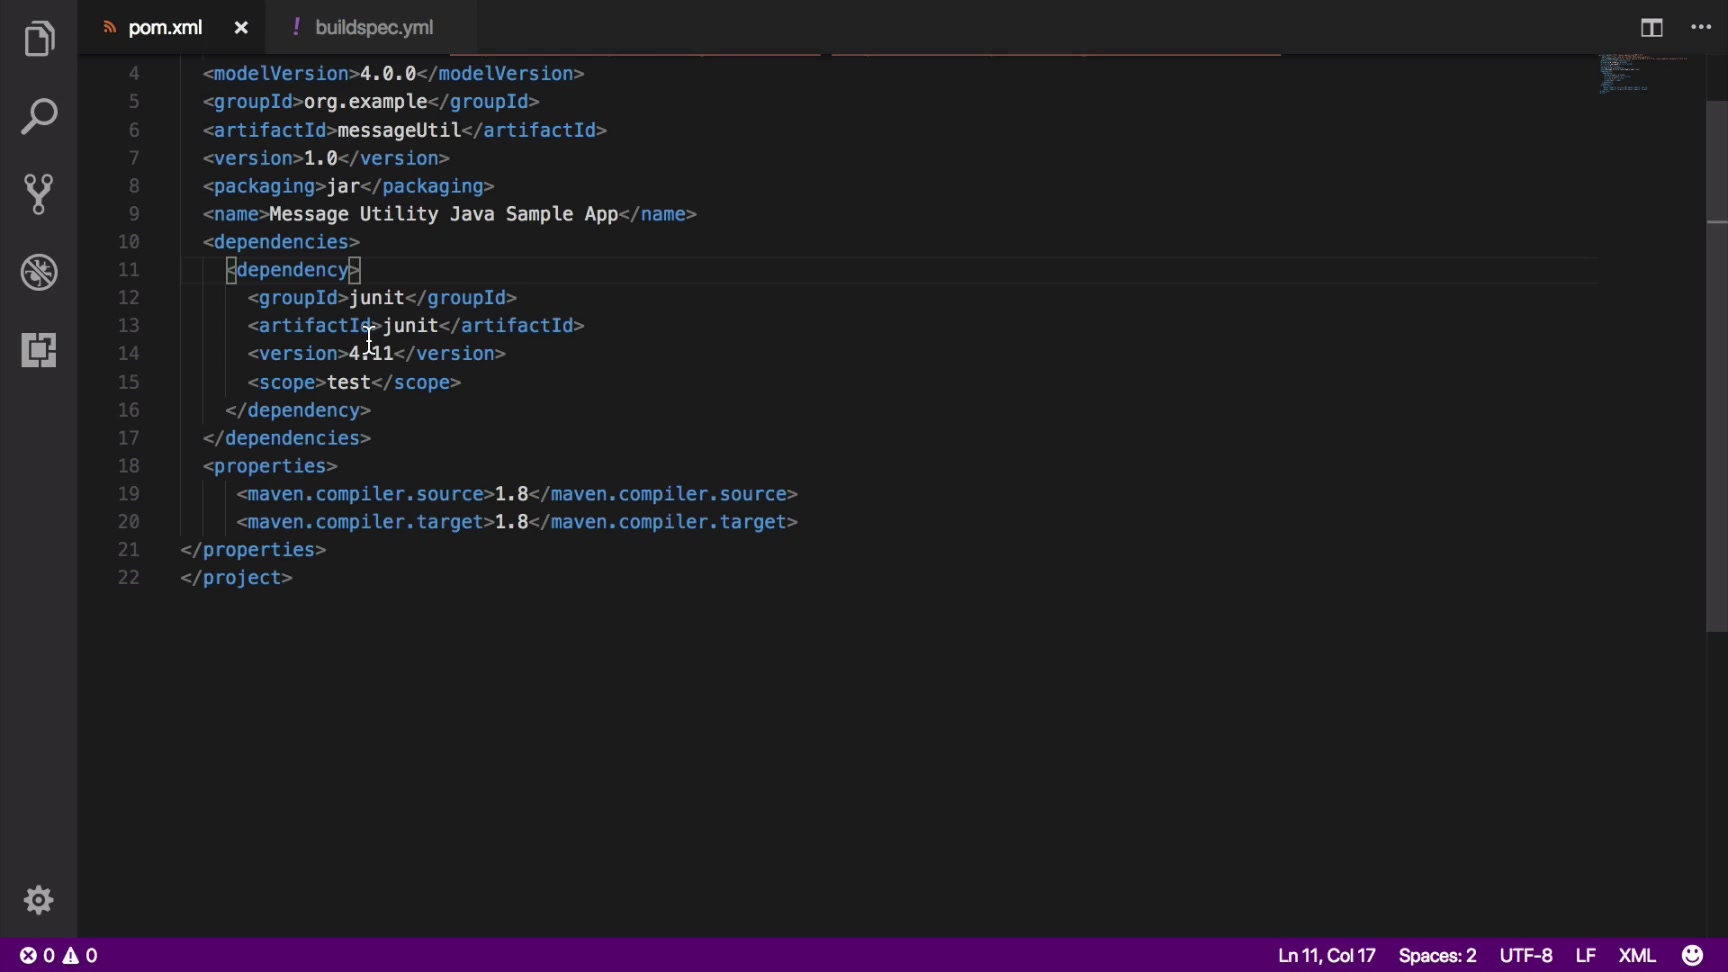 pom.xml
! buildspec.yml
4 <modelVersion>4.0.0</modelVersion>
5 <groupId>org.example</groupId>
6 <artifactId>messageUtil</artifactId>
7 <version>1.0</version>
8 <packaging>jar</packaging>
9 <name>Message Utility Java Sample App</name>
10 <dependencies>
11 <dependency>
12 <groupId>junit</groupId>
13 <artifactId>junit</artifactId>
14 <version>4.11</version>
15 <scope>test</scope>
16 </dependency>
17 </dependencies>
18 <properties>
19 <maven.compiler.source>1.8</maven.compiler.source>
20 <maven.compiler.target>1.8</maven.compiler.target>
21 </properties>
22 </project>
0 0 Ln 11, Col 17 Spaces: 2 UTF-8 LF XML